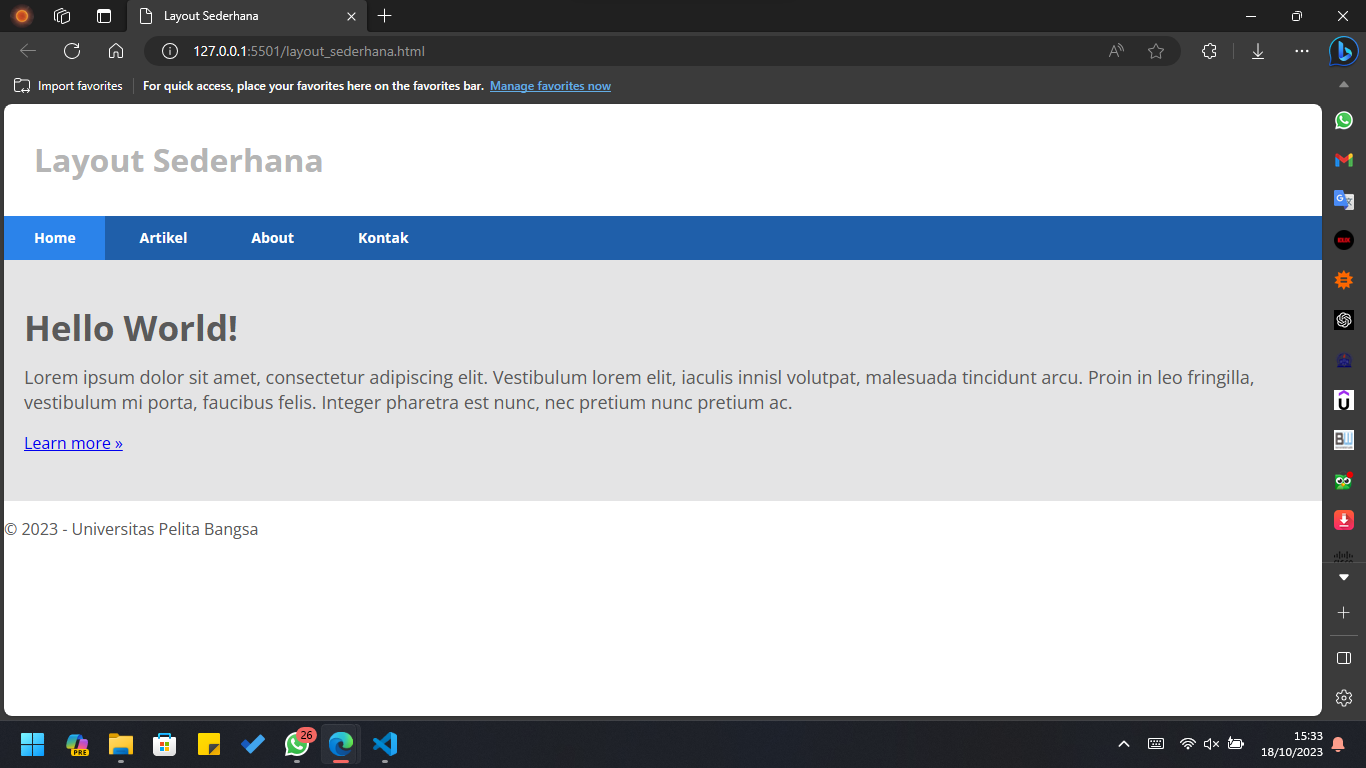 Layout Sederhana
127.0.0.1:5501/layout_sederhana.html
Import favorites
For quick access, place your favorites here on the favorites bar. Manage favorites now
Layout Sederhana
Home Artikel About Kontak
Hello World!
Lorem ipsum dolor sit amet, consectetur adipiscing elit. Vestibulum lorem elit, iaculis innisl volutpat, malesuada tincidunt arcu. Proin in leo fringilla,
vestibulum mi porta, faucibus felis. Integer pharetra est nunc, nec pretium nunc pretium ac.
Learn more »
© 2023 - Universitas Pelita Bangsa
PRE
26
15:33
18/10/2023